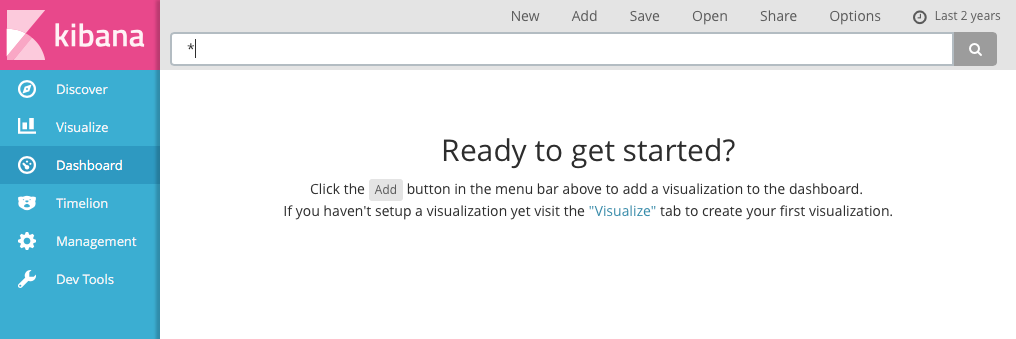 kibana
New Add Save Open Share Options Last 2 years
*
Discover
Visualize
Dashboard
Timelion
Management
Dev Tools
Ready to get started?
Click the Add button in the menu bar above to add a visualization to the dashboard.
If you haven't setup a visualization yet visit the "Visualize" tab to create your first visualization.